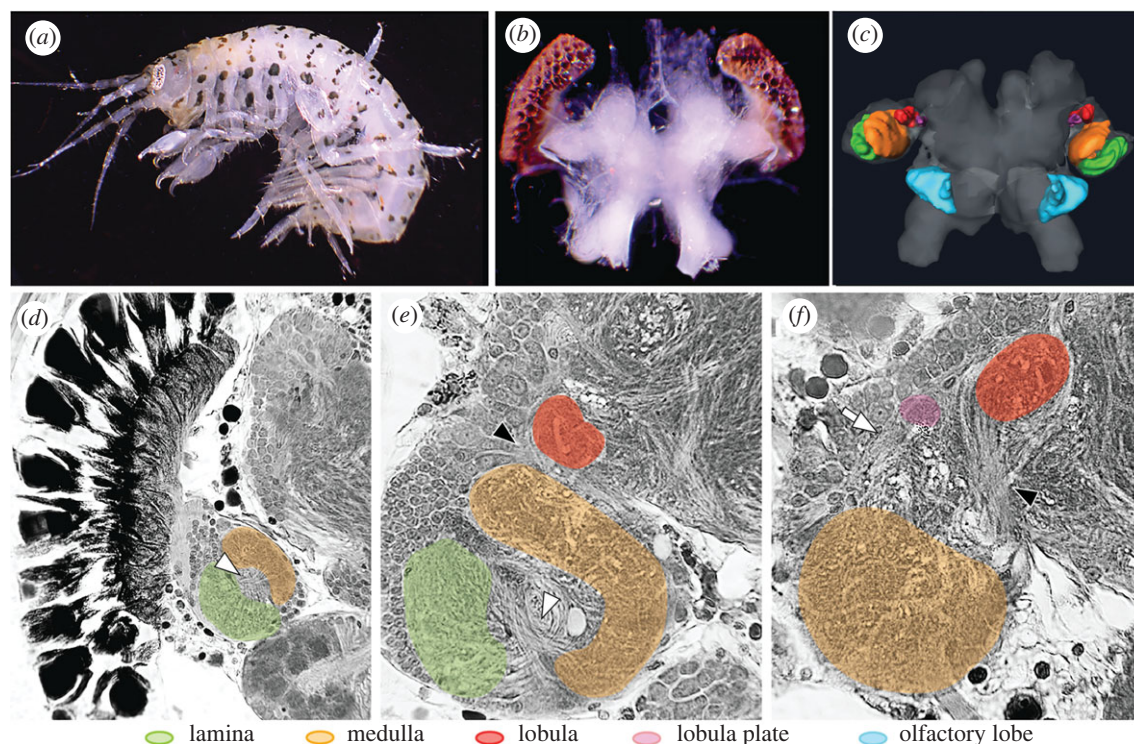 (a)
(b)
(c)
(d)
(e)
(f)
lamina medulla lobula lobula plate olfactory lobe